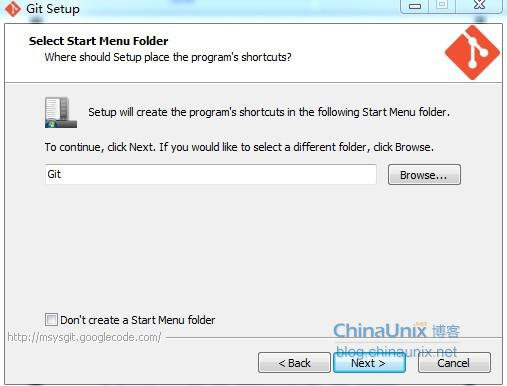 Git Setup
Select Start Menu Folder
Where should Setup place the program's shortcuts?
Setup will create the program's shortcuts in the following Start Menu folder.
To continue, click Next. If you would like to select a different folder, click Browse.
Git
Browse...
Don't create a Start Menu folder
http://msysgit.googlecode.com/
ChinaUnix.net 博客
blog.chinaunix.net
< Back
Next >
Cancel